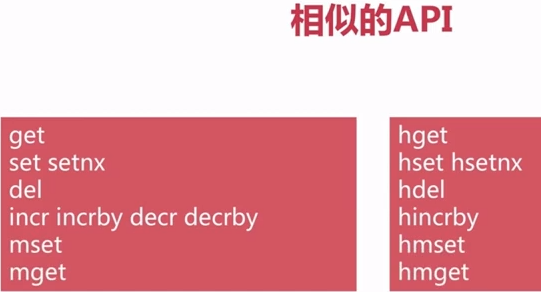 相似的API
get
set setnx
del
incr incrby decr decrby
mset
mget
hget
hset hsetnx
hdel
hincrby
hmset
hmget